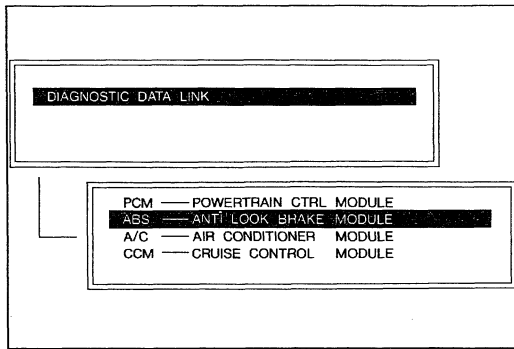 DIAGNOSTIC DATA LINK
PCM — POWERTRAIN CTRL MODULE
ABS — ANTI LOOK BRAKE MODULE
A/C — AIR CONDITIONER MODULE
CCM — CRUISE CONTROL MODULE